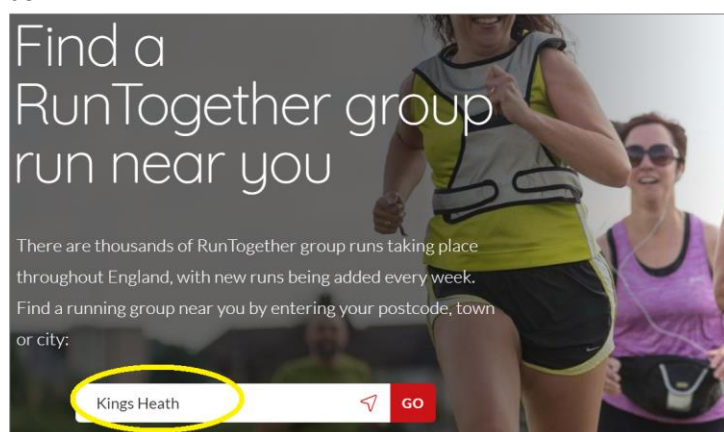 Find a
RunTogether group
run near you
There are thousands of RunTogether group runs taking place
throughout England, with new runs being added every week.
Find a running group near you by entering your postcode, town
or city:
Kings Heath GO